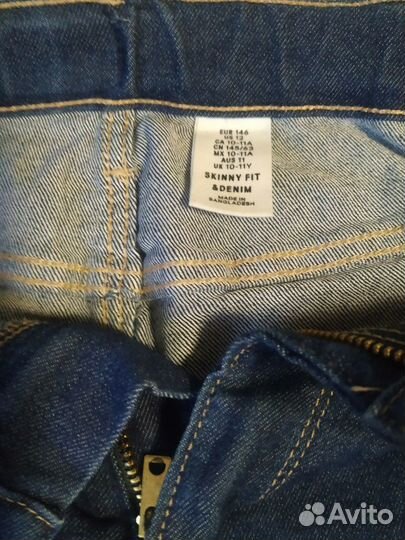 EUR 146
US 12
CA 10-11A
CN 145/63
MX 10-11A
AUS 11
UK 10-11Y
SKINNY FIT
&DENIM
MADE IN
BANGLADESH
Avito